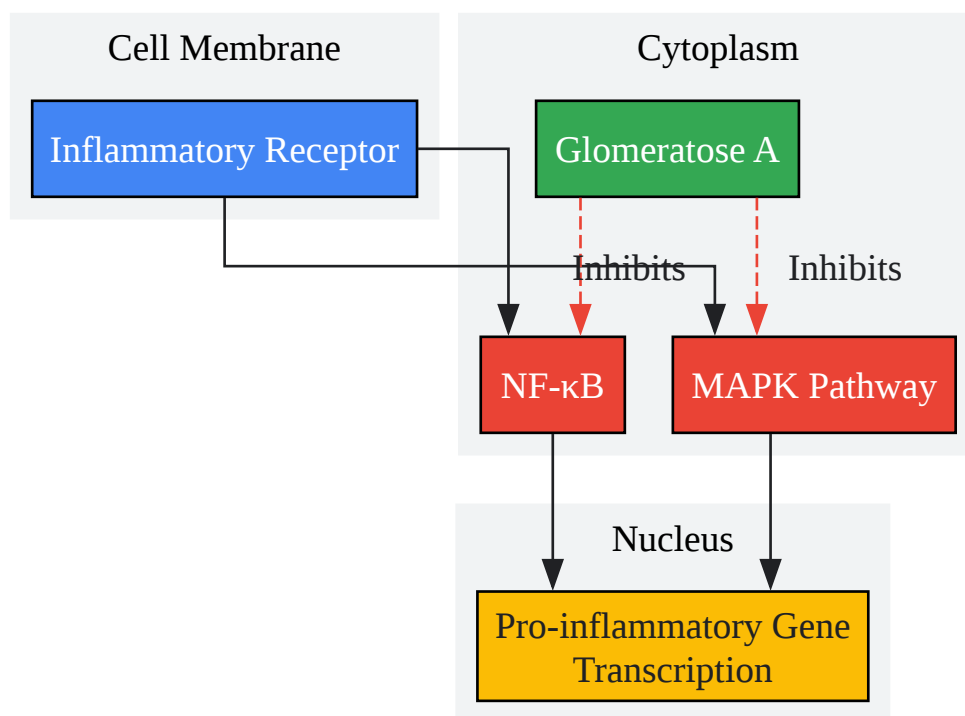 Cell Membrane
Cytoplasm
Inflammatory Receptor
Glomeratose A
Inhibits
Inhibits
NF-κB
MAPK Pathway
Nucleus
Pro-inflammatory Gene
Transcription